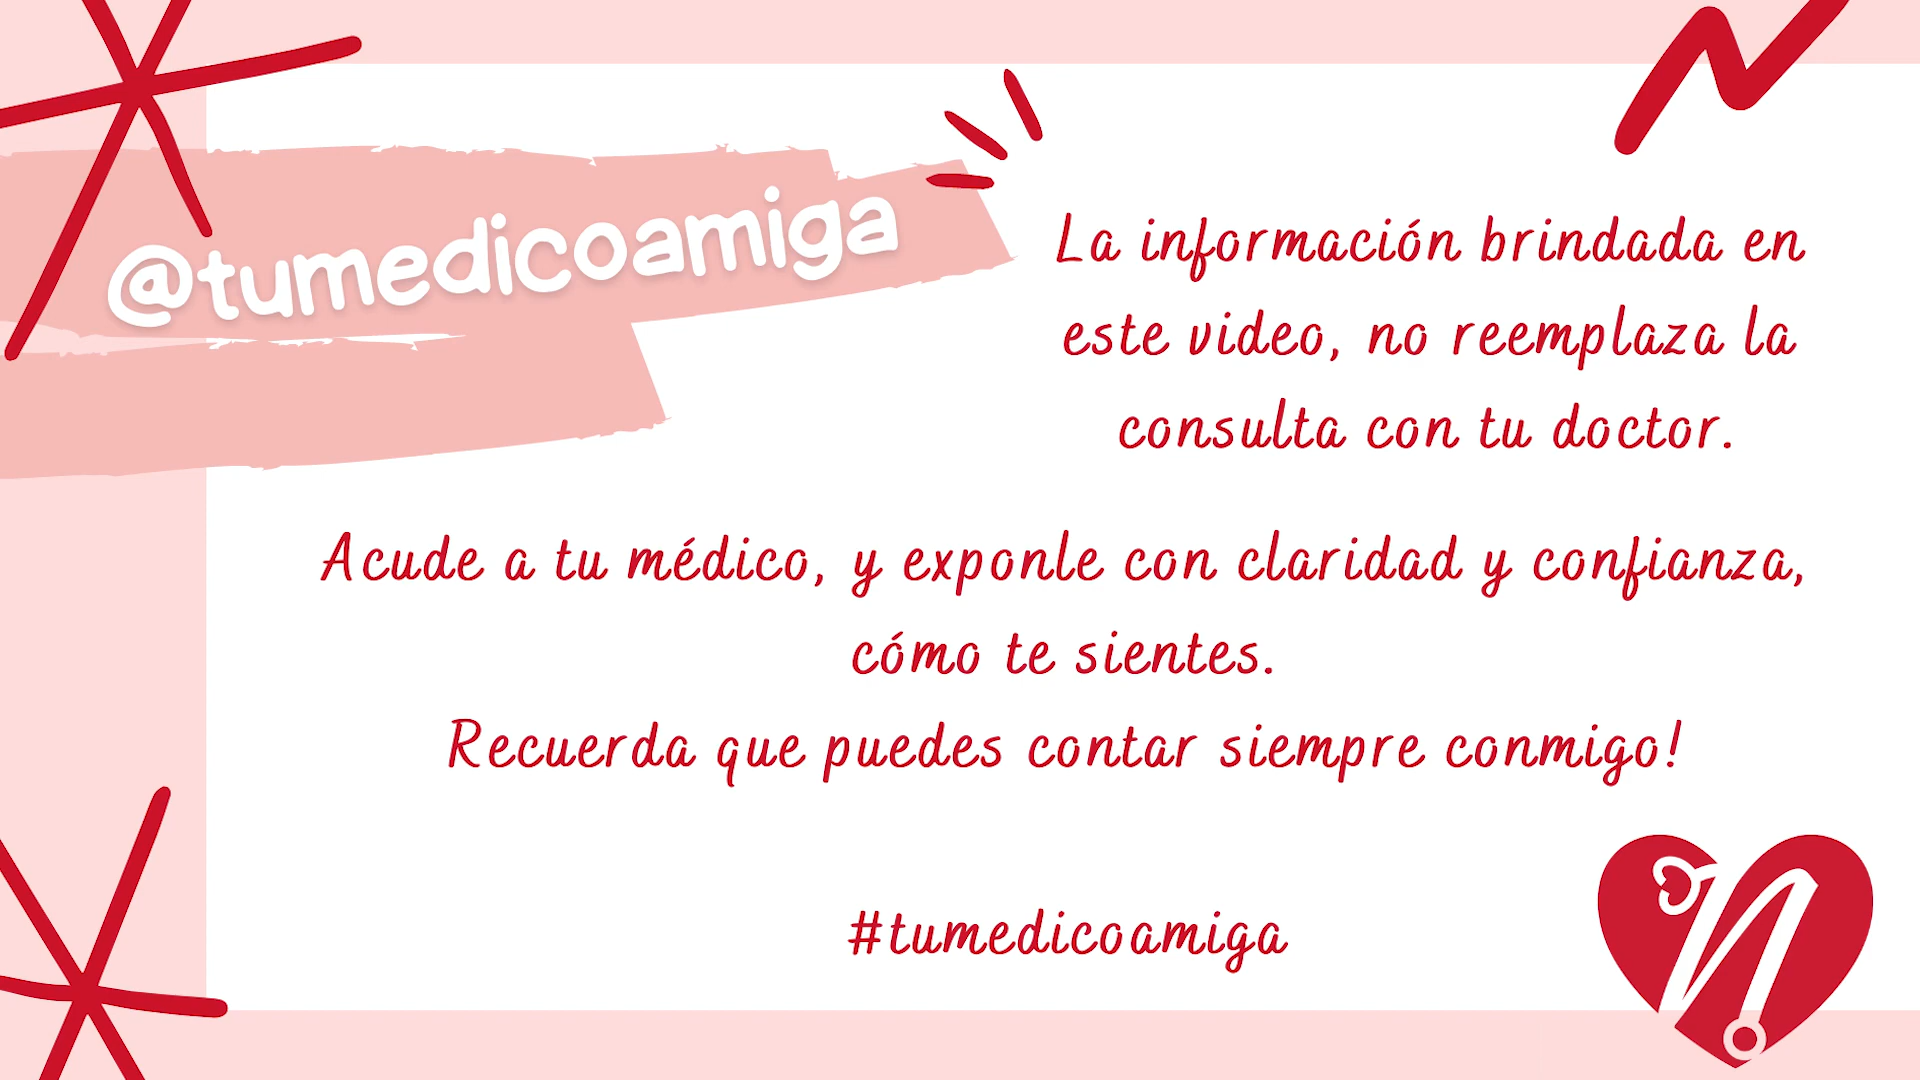 @tumedicoamiga
La información brindada en
este video, no reemplaza la
consulta con tu doctor.
Acude a tu médico, y exponle con claridad y confianza,
cómo te sientes.
Recuerda que puedes contar siempre conmigo!
#tumedicoamiga